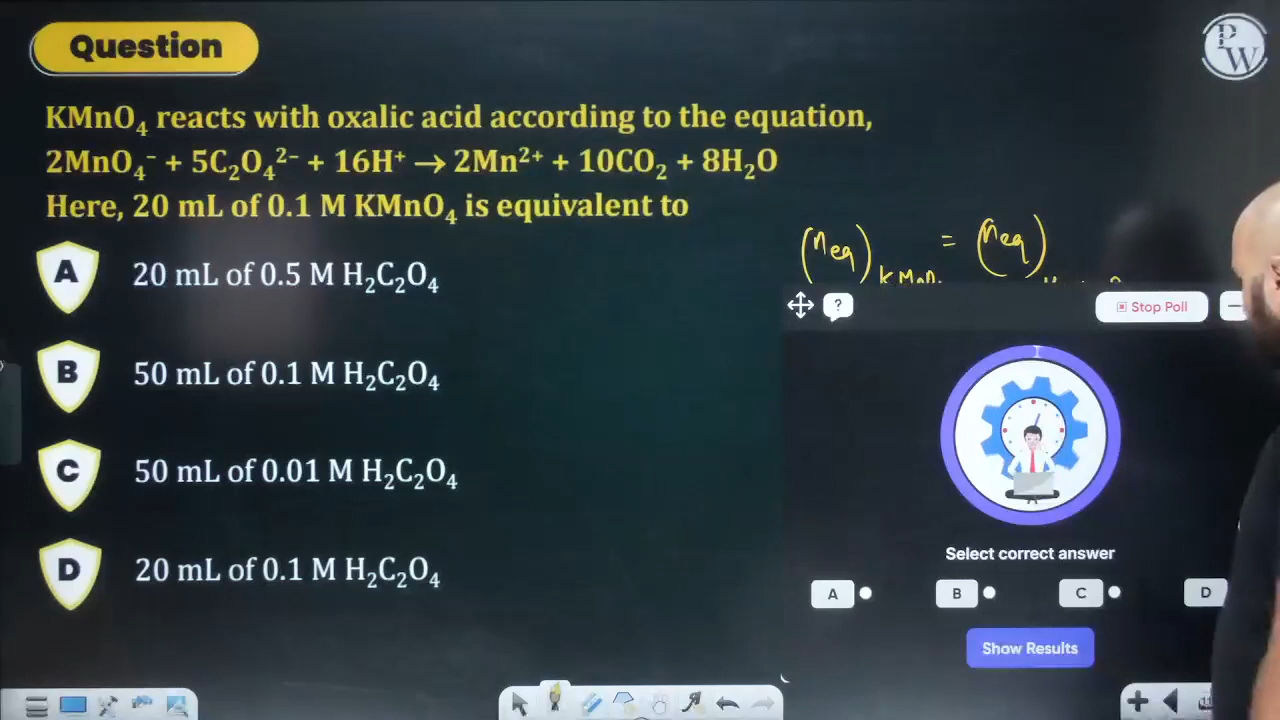 Question
PW
KMnO₄ reacts with oxalic acid according to the equation,
2MnO₄⁻ + 5C₂O₄²⁻ + 16H⁺ → 2Mn²⁺ + 10CO₂ + 8H₂O
Here, 20 mL of 0.1 M KMnO₄ is equivalent to
(neq) = (neq)
A 20 mL of 0.5 M H₂C₂O₄
B 50 mL of 0.1 M H₂C₂O₄
C 50 mL of 0.01 M H₂C₂O₄
D 20 mL of 0.1 M H₂C₂O₄
?
Stop Poll
Select correct answer
A B C D
Show Results